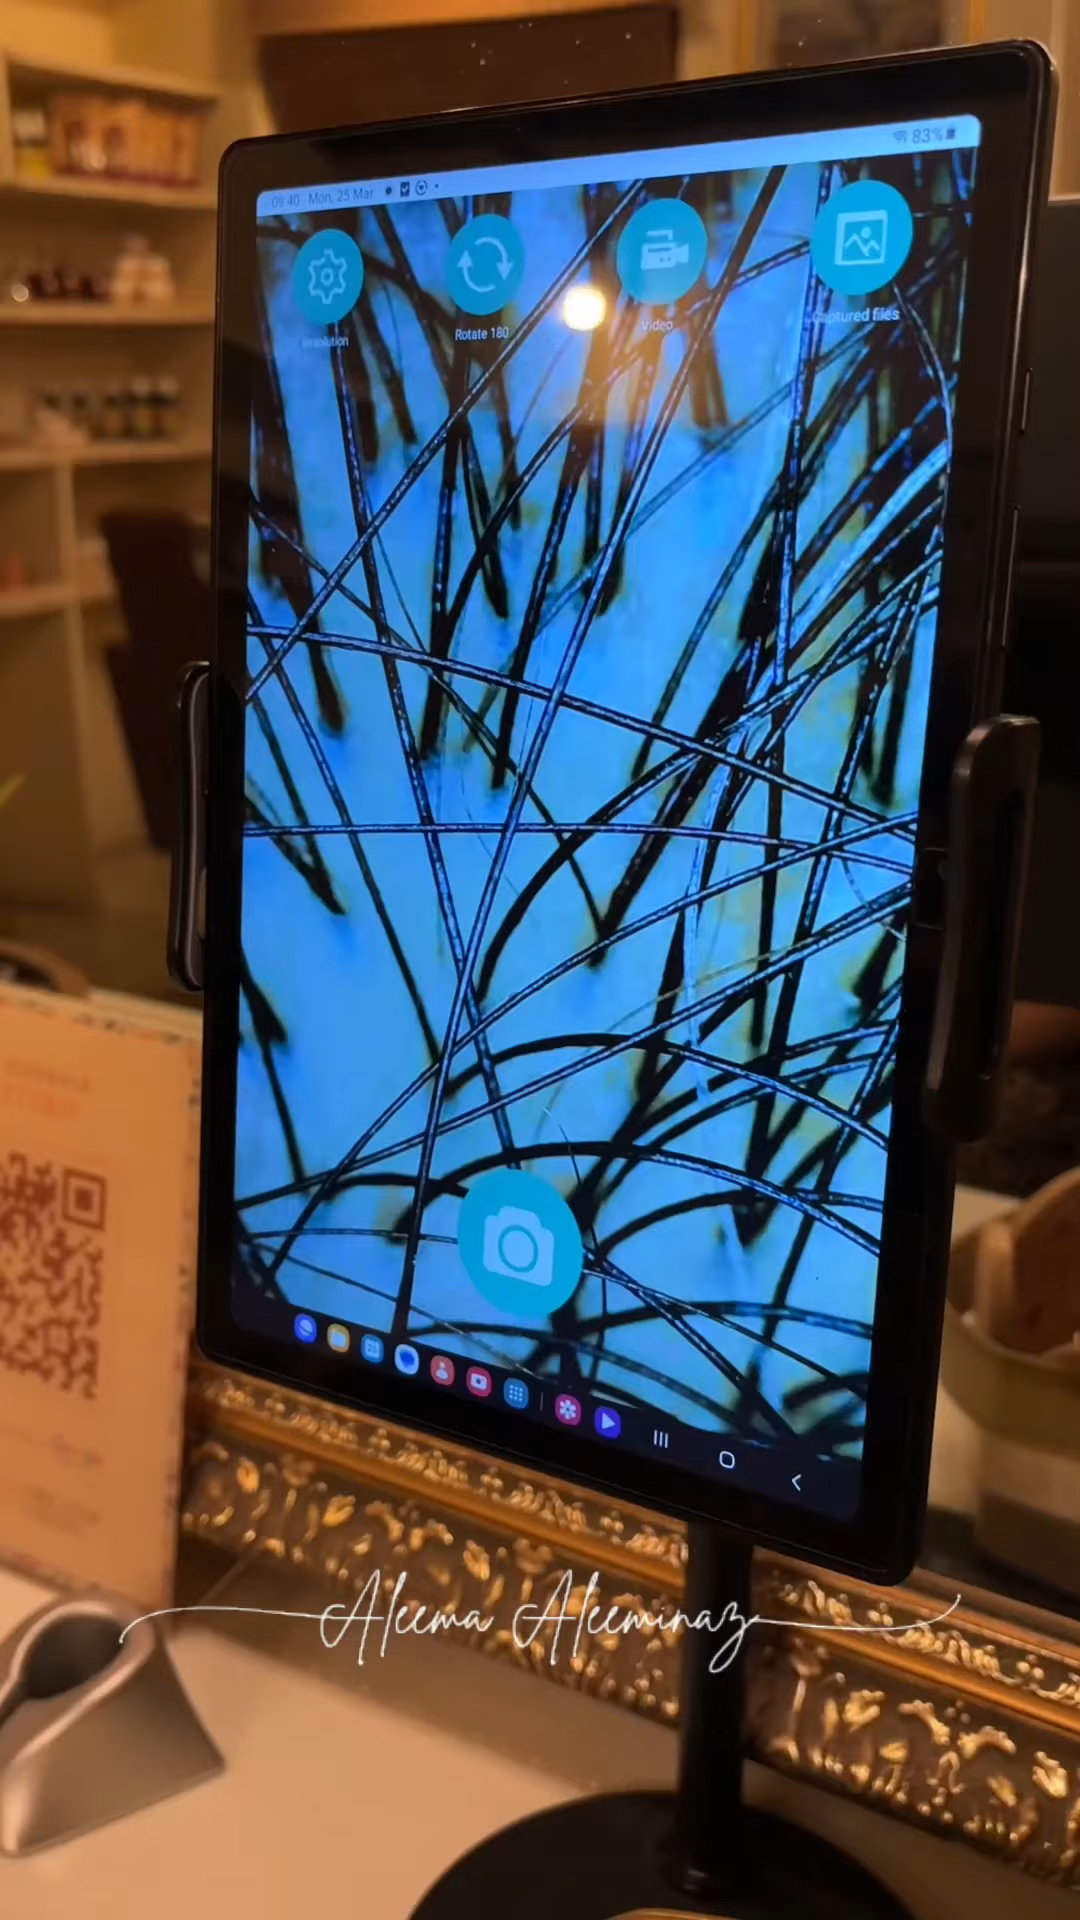 09:40 Mon, 25 Mar
83%
Resolution
Rotate 180
Video
Captured files
Aleema Aleeminaz